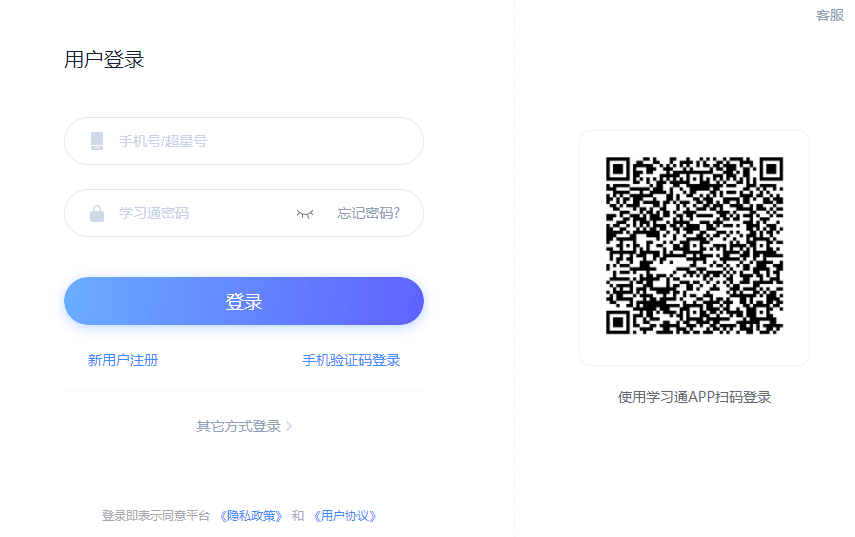 客服
用户登录
手机号/超星号
学习通密码 忘记密码?
登录
新用户注册 手机验证码登录
其它方式登录
登录即表示同意平台 《隐私政策》 和 《用户协议》
使用学习通APP扫码登录